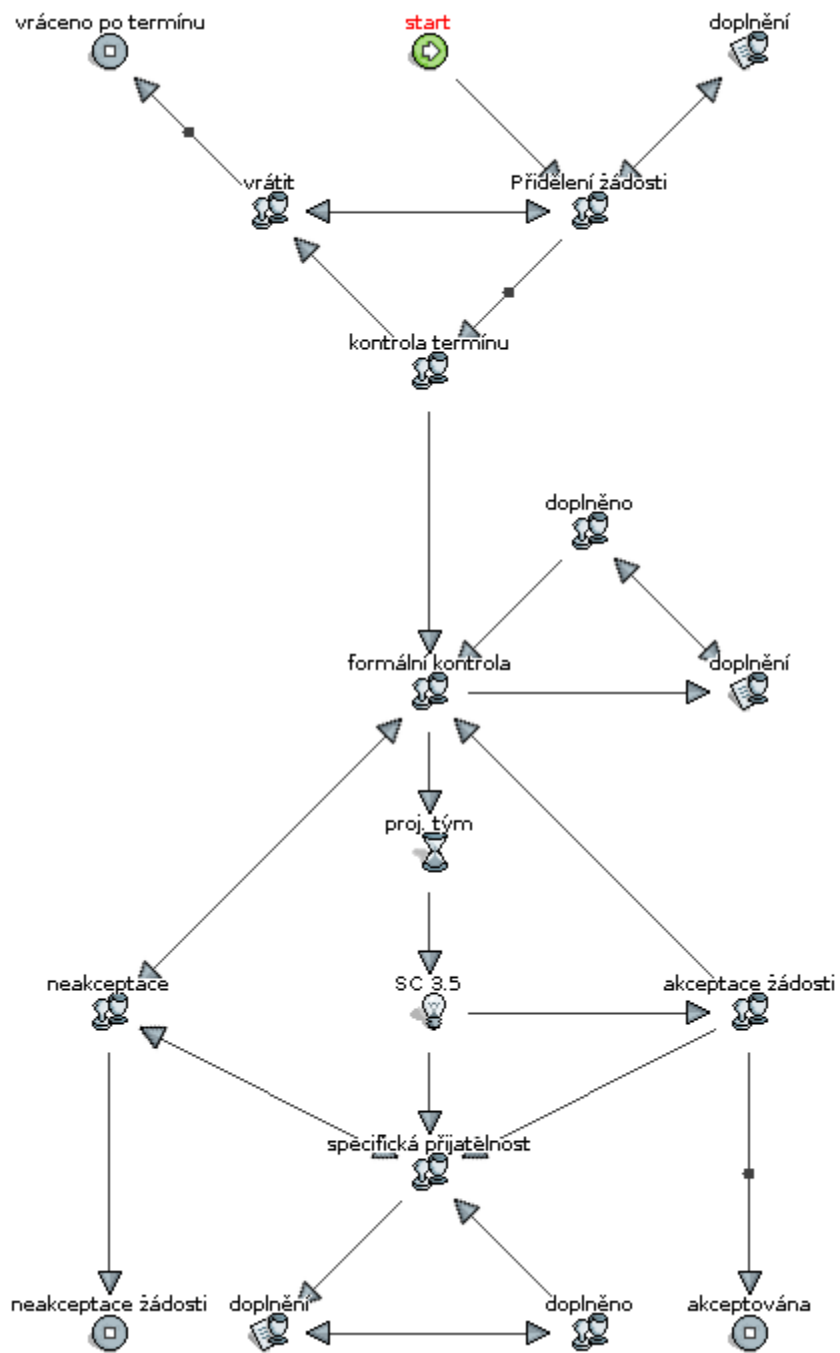 vráceno po termínu
start
doplnění
vrátit
Přidělení žádosti
kontrola termínu
doplněno
formální kontrola
doplnění
proj. tým
neakceptace
SC 3.5
akceptace žádosti
specifická přijatelnost
neakceptace žádosti
doplnění
doplněno
akceptována